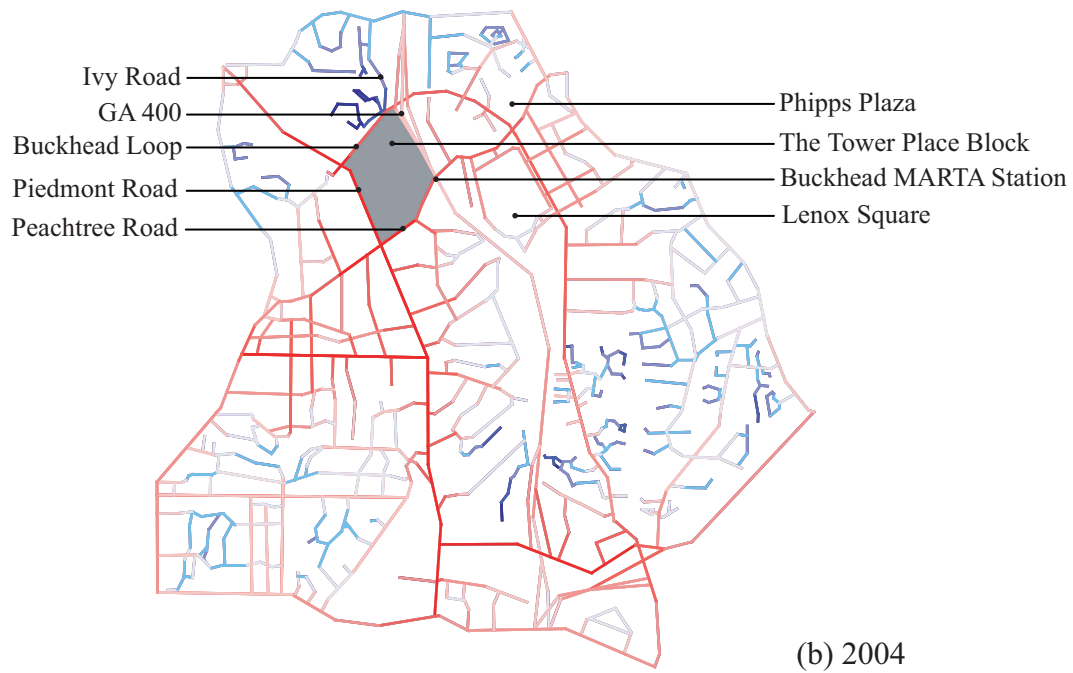 Ivy Road
GA 400
Buckhead Loop
Piedmont Road
Peachtree Road
Phipps Plaza
The Tower Place Block
Buckhead MARTA Station
Lenox Square
(b) 2004